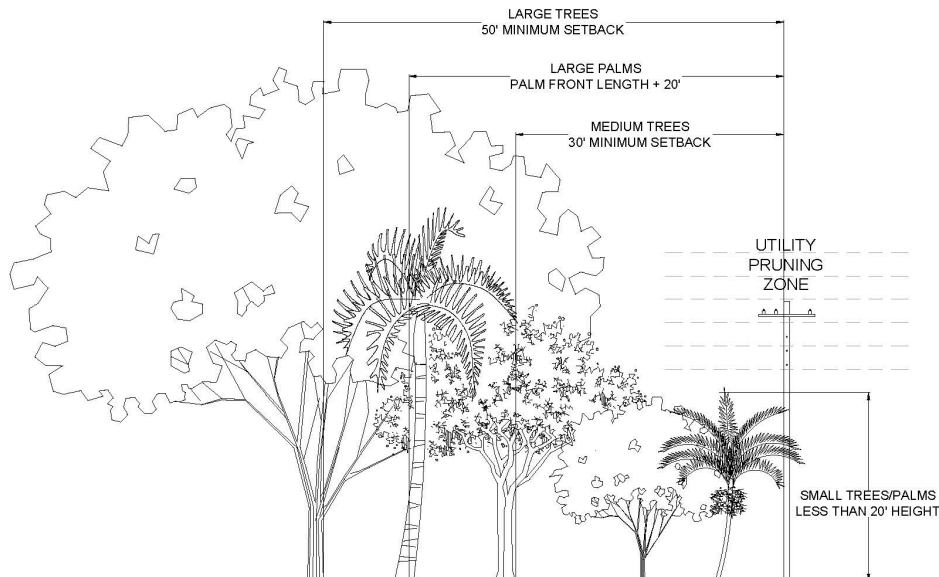 LARGE TREES
50' MINIMUM SETBACK
LARGE PALMS
PALM FRONT LENGTH + 20'
MEDIUM TREES
30' MINIMUM SETBACK
UTILITY
PRUNING
ZONE
SMALL TREES/PALMS
LESS THAN 20' HEIGHT